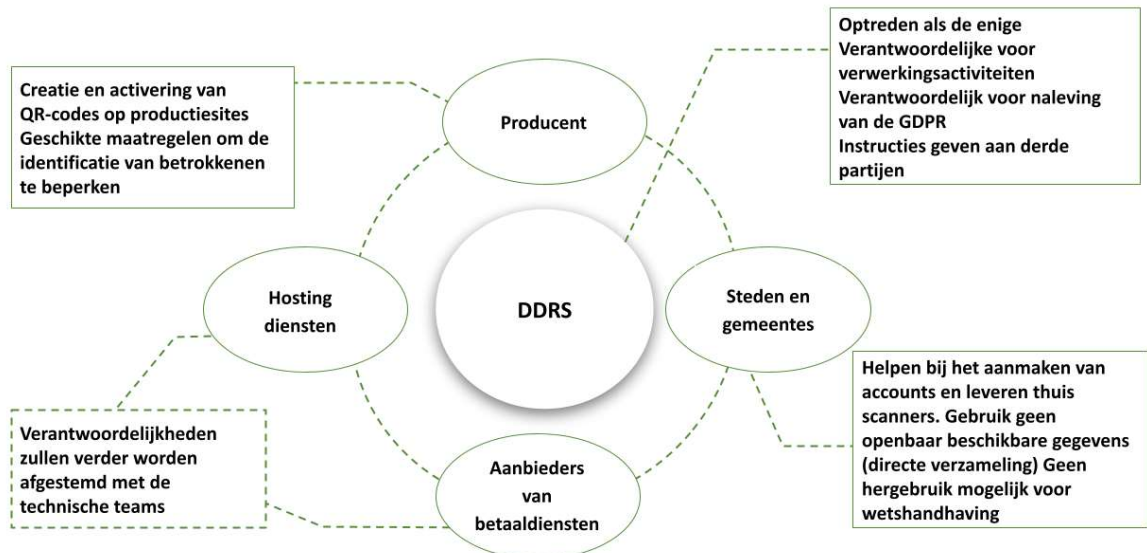 Optreden als de enige
Verantwoordelijke voor
verwerkingsactiviteiten
Verantwoordelijk voor naleving
van de GDPR
Instructies geven aan derde
partijen
Creatie en activering van
QR-codes op productiesites
Geschikte maatregelen om de
identificatie van betrokkenen
te beperken
Producent
Hosting
diensten
DDRS
Steden en
gemeentes
Helpen bij het aanmaken van
accounts en leveren thuis
scanners. Gebruik geen
openbaar beschikbare gegevens
(directe verzameling) Geen
hergebruik mogelijk voor
wetshandhaving
Verantwoordelijkheden
zullen verder worden
afgestemd met de
technische teams
Aanbieders
van
betaaldiensten